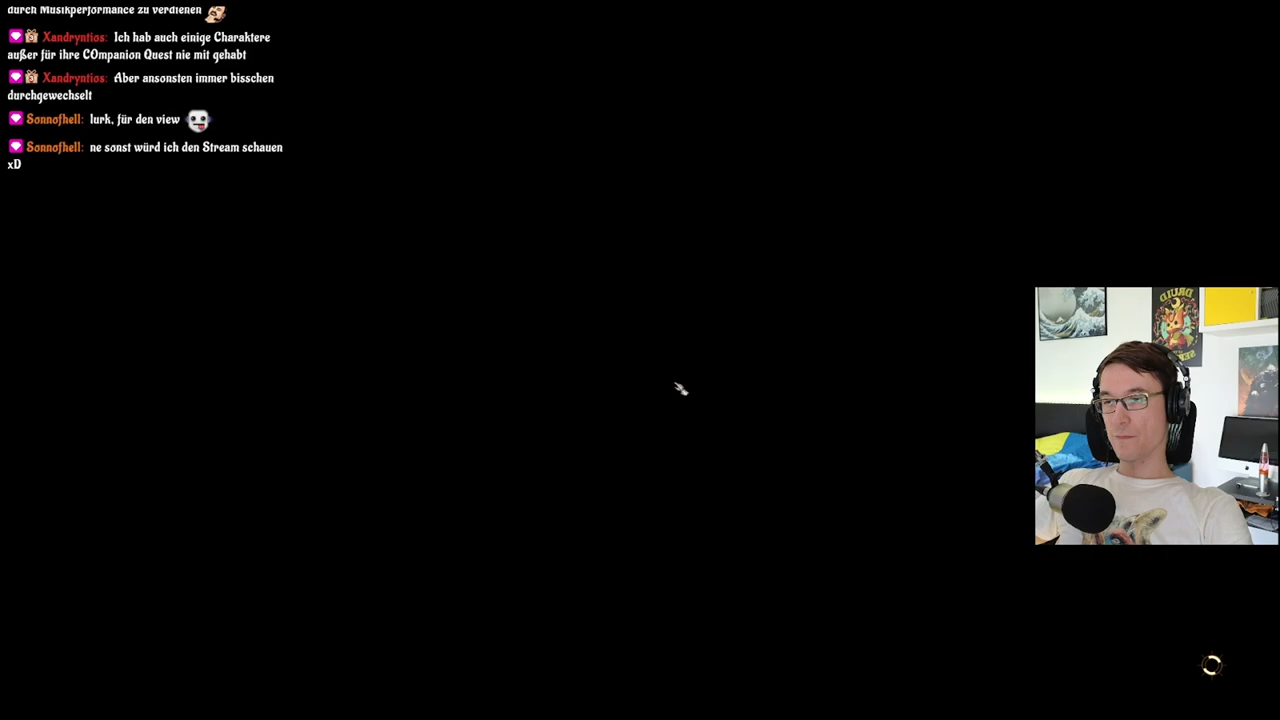 durch Musikperformance zu verdienen
Xandryntios: Ich hab auch einige Charaktere
außer für ihre COmpanion Quest nie mit gehabt
Xandryntios: Aber ansonsten immer bisschen
durchgewechselt
Sonnofhell: lurk, für den view
Sonnofhell: ne sonst würd ich den Stream schauen
xD
DRUID